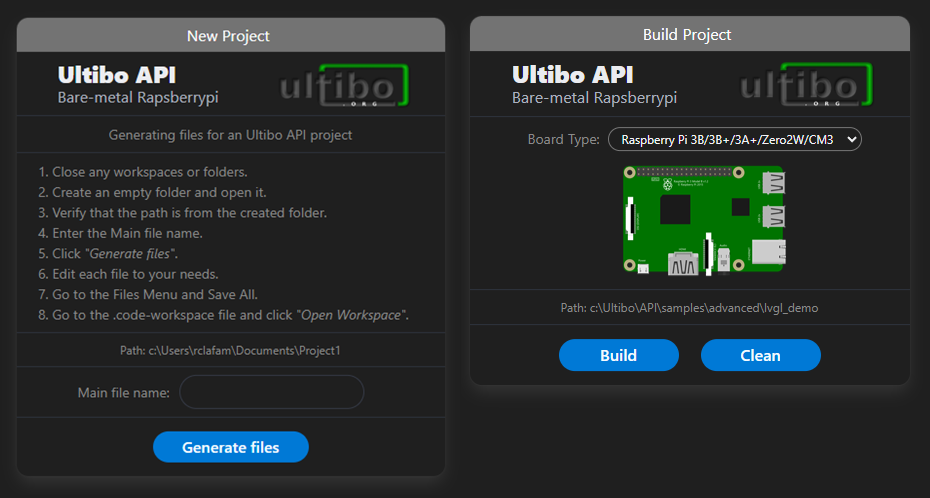 New Project
Ultibo API
Bare-metal Rapsberrypi
ultibo
.ORG
Generating files for an Ultibo API project
1. Close any workspaces or folders.
2. Create an empty folder and open it.
3. Verify that the path is from the created folder.
4. Enter the Main file name.
5. Click "Generate files".
6. Edit each file to your needs.
7. Go to the Files Menu and Save All.
8. Go to the .code-workspace file and click "Open Workspace".
Path: c:\Users\rclafam\Documents\Project1
Main file name:
Generate files
Build Project
Ultibo API
Bare-metal Rapsberrypi
ultibo
.ORG
Board Type: Raspberry Pi 3B/3B+/3A+/Zero2W/CM3
Path: c:\Ultibo\API\samples\advanced\lvgl_demo
Build Clean